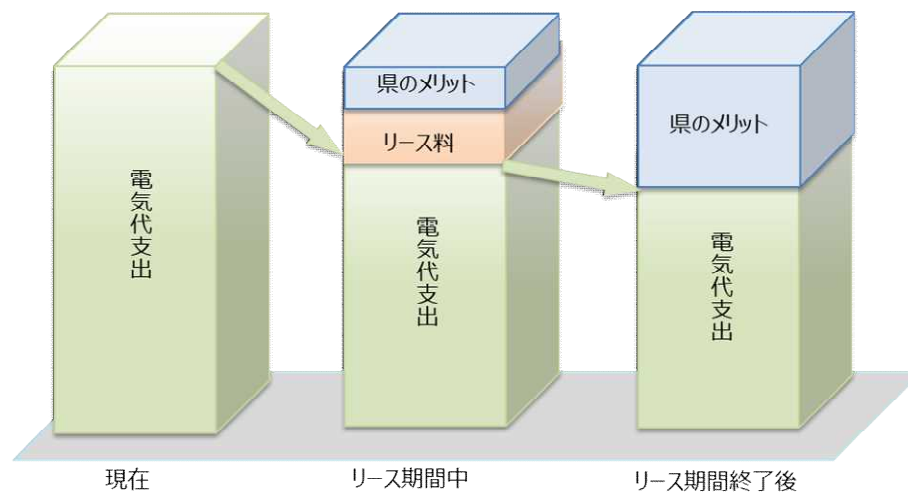 電気代支出
県のメリット
リース料
電気代支出
県のメリット
電気代支出
現在
リース期間中
リース期間終了後